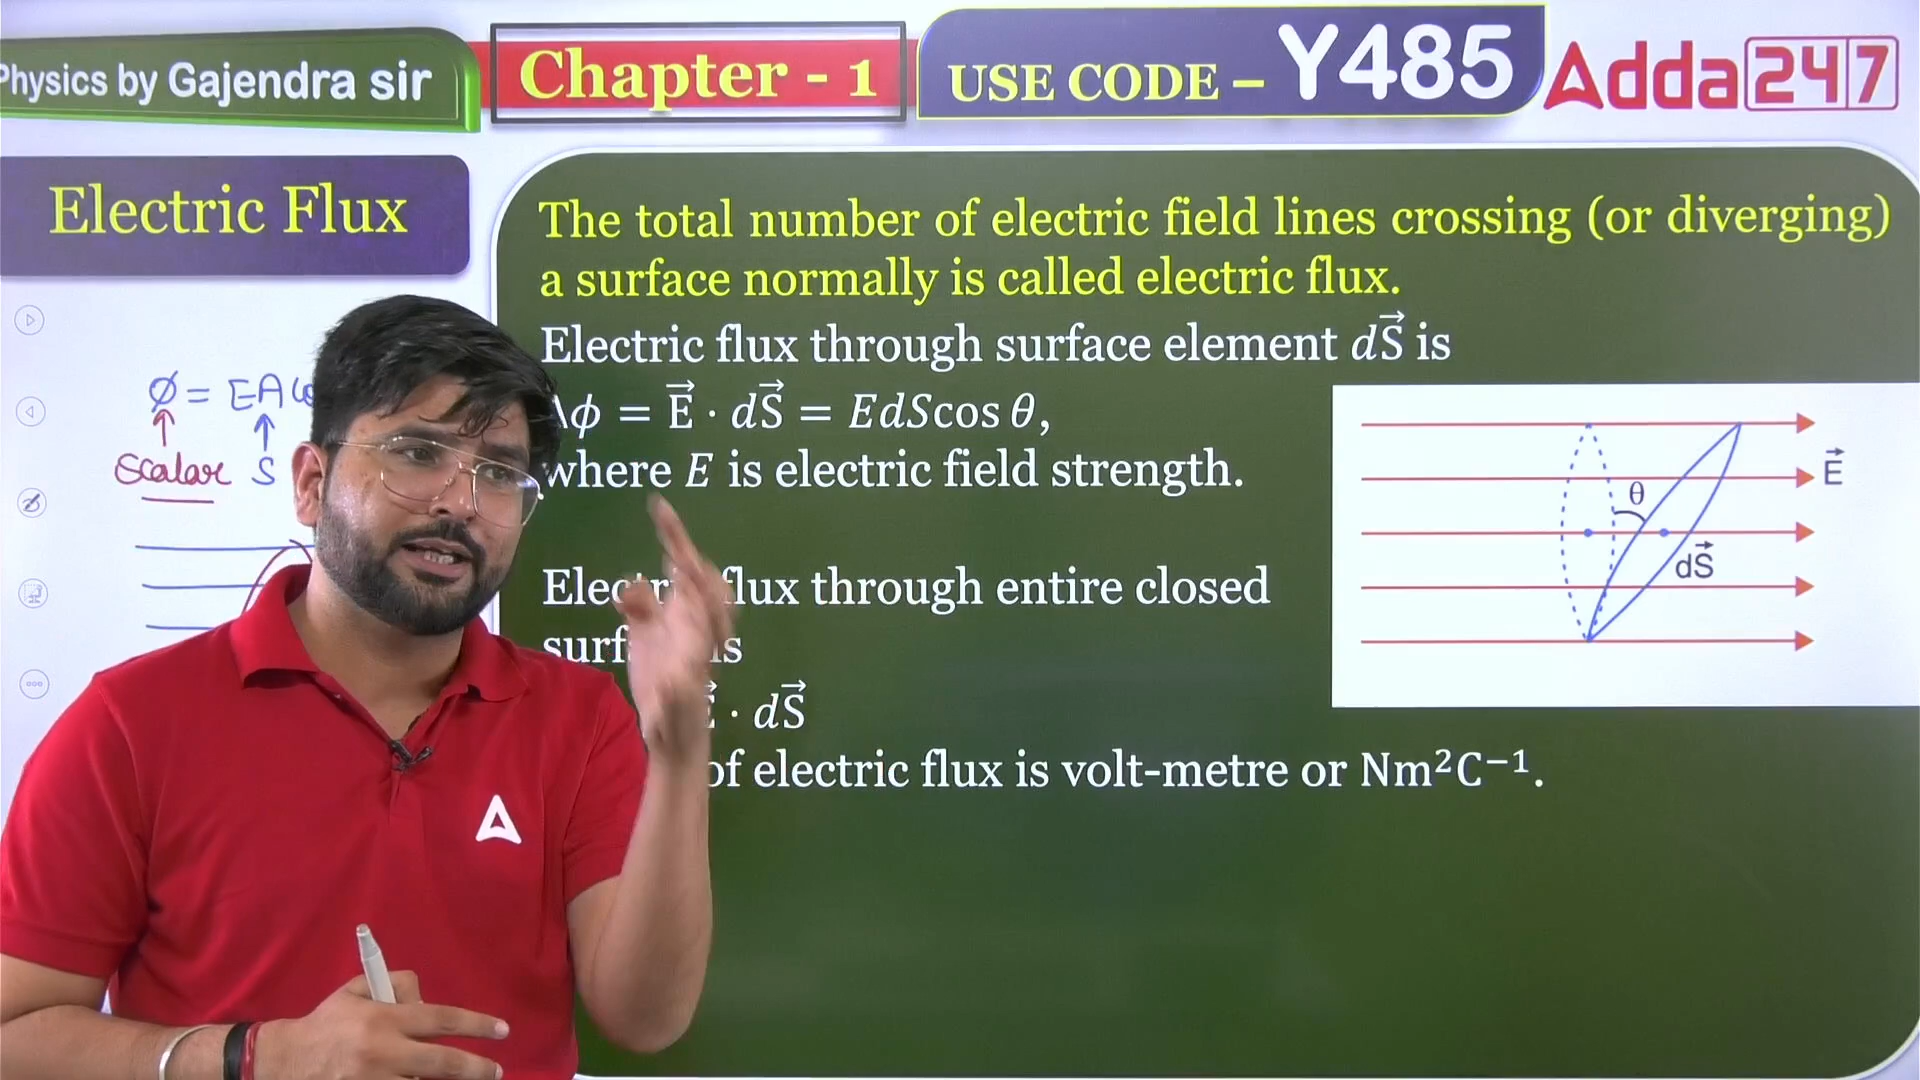 Physics by Gajendra sir
Chapter - 1
USE CODE – Y485
Adda247
Electric Flux
The total number of electric field lines crossing (or diverging)
a surface normally is called electric flux.
Electric flux through surface element dS⃗ is
ϕ = E⃗ · dS⃗ = EdScos θ,
where E is electric field strength.
flux through entire closed
· dS⃗
of electric flux is volt-metre or Nm²C⁻¹.
ϕ = EA
scalar S
E⃗
θ
dS⃗